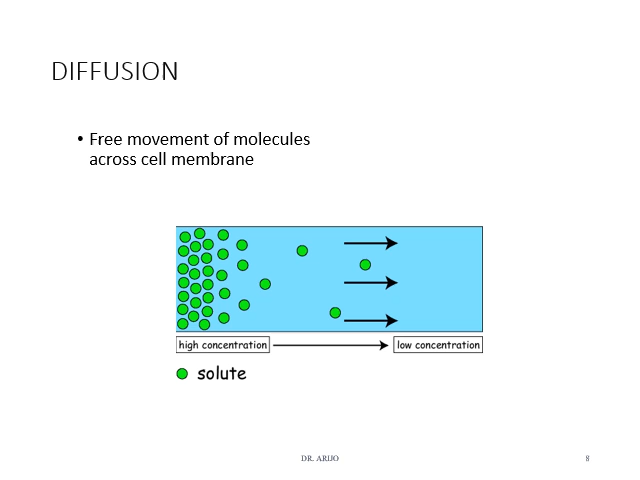 DIFFUSION
• Free movement of molecules
across cell membrane
high concentration
low concentration
solute
DR. ARIJO
8